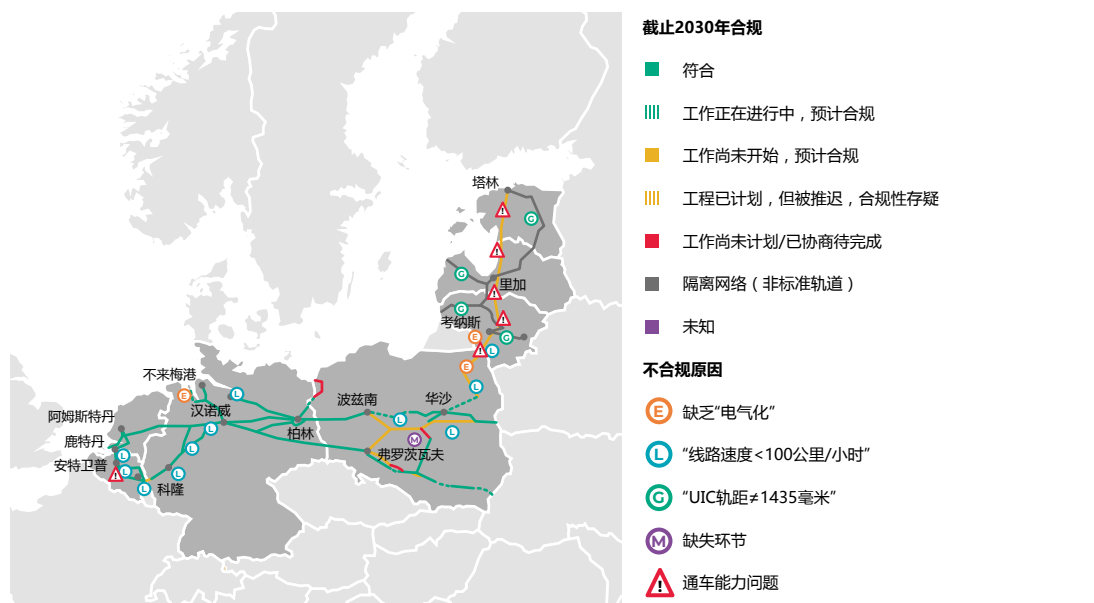 截止2030年合规
符合
工作正在进行中，预计合规
工作尚未开始，预计合规
工程已计划，但被推迟，合规性存疑
工作尚未计划/已协商待完成
隔离网络（非标准轨道）
未知
不合规原因
E 缺乏“电气化”
L “线路速度<100公里/小时”
G “UIC轨距≠1435毫米”
M 缺失环节
! 通车能力问题
塔林
!
G
!
G
里加
!
G
!
考纳斯
E
G
!
L
E
不来梅港
L
E
L
波兹南
华沙
阿姆斯特丹
汉诺威
L
L
柏林
L
M
鹿特丹
L
L
弗罗茨瓦夫
安特卫普
L
!
L
L
科隆